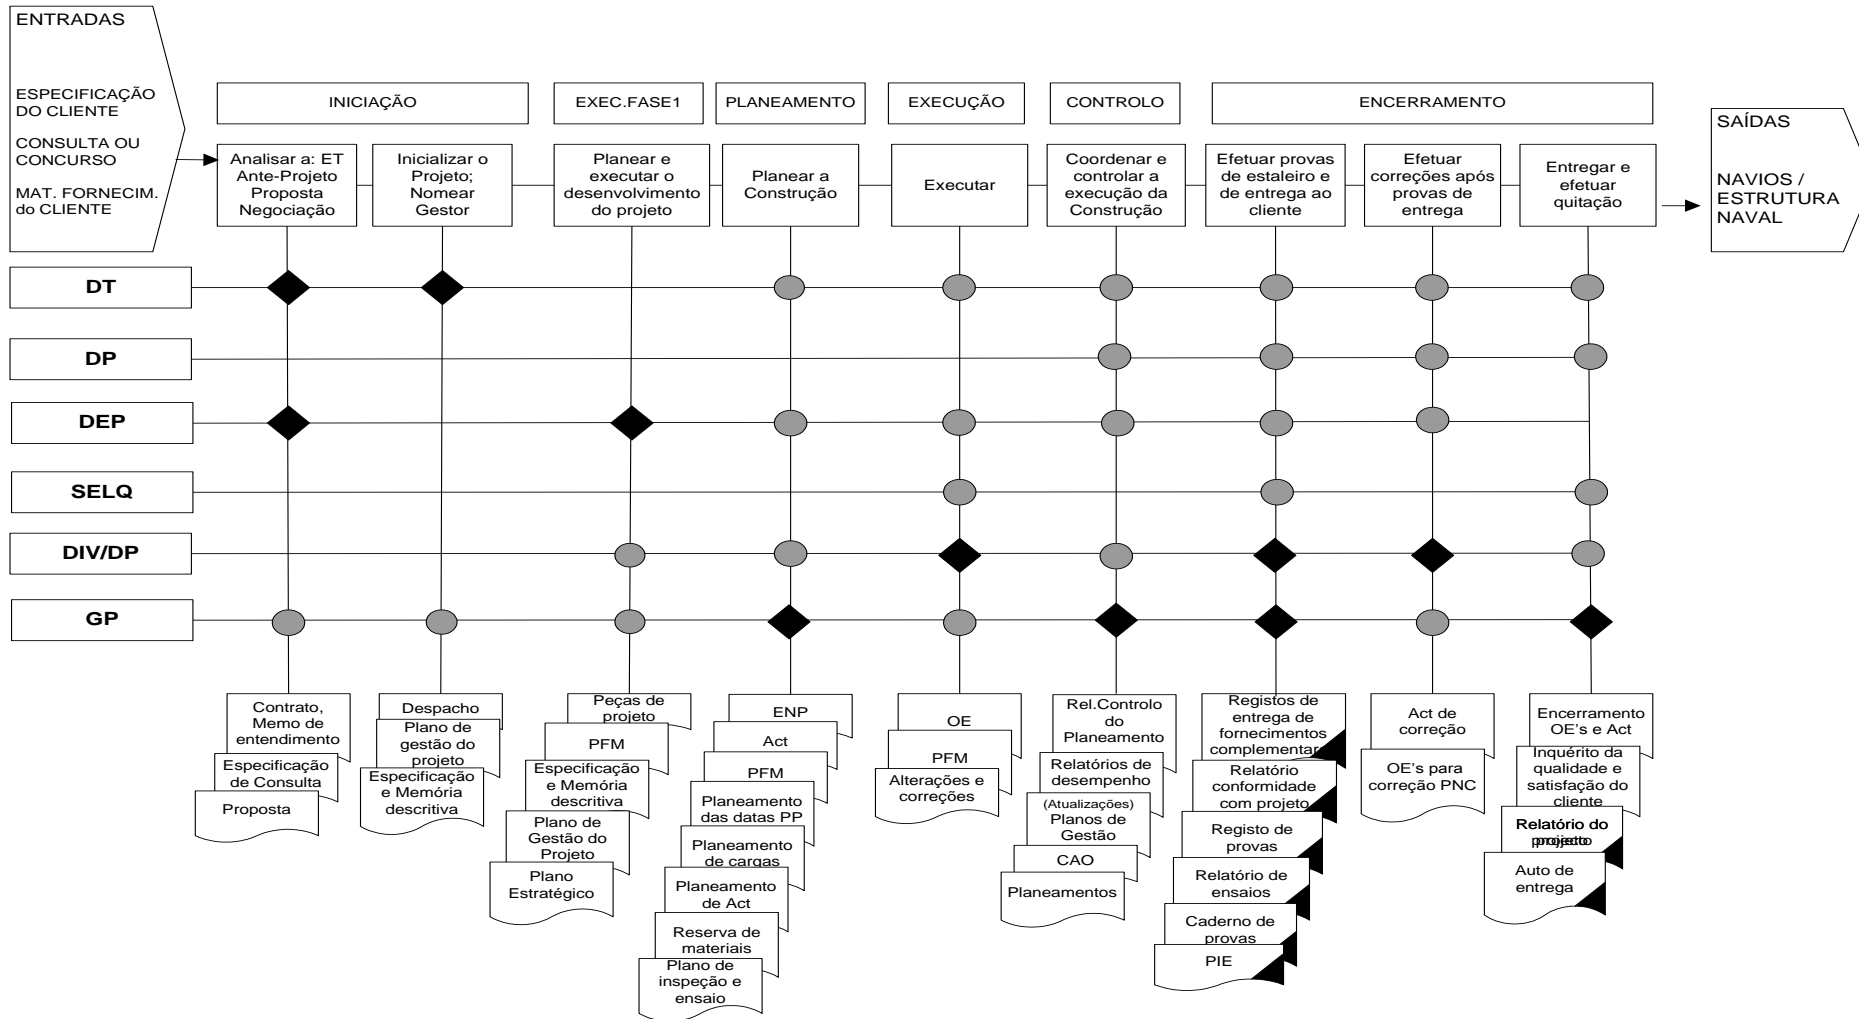 ENTRADAS
ESPECIFICAÇÃO
DO CLIENTE
CONSULTA OU
CONCURSO
MAT. FORNECIM.
do CLIENTE
INICIAÇÃO
EXEC.FASE1
PLANEAMENTO
EXECUÇÃO
CONTROLO
ENCERRAMENTO
SAÍDAS
NAVIOS /
ESTRUTURA
NAVAL
Analisar a: ET
Ante-Projeto
Proposta
Negociação
Inicializar o
Projeto;
Nomear
Gestor
Planear e
executar o
desenvolvimento
do projeto
Planear a
Construção
Executar
Coordenar e
controlar a
execução da
Construção
Efetuar provas
de estaleiro e
de entrega ao
cliente
Efetuar
correções após
provas de
entrega
Entregar e
efetuar
quitação
DT
DP
DEP
SELQ
DIV/DP
GP
Contrato,
Memo de
entendimento
Especificação
de Consulta
Proposta
Despacho
Plano de
gestão do
projeto
Especificação
e Memória
descritiva
Peças de
projeto
PFM
Especificação
e Memória
descritiva
Plano de
Gestão do
Projeto
Plano
Estratégico
ENP
Act
PFM
Planeamento
das datas PP
Planeamento
de cargas
Planeamento
de Act
Reserva de
materiais
Plano de
inspeção e
ensaio
OE
PFM
Alterações e
correções
Rel.Controlo
do
Planeamento
Relatórios de
desempenho
(Atualizações)
Planos de
Gestão
CAO
Planeamentos
Registos de
entrega de
fornecimentos
complementar
Relatório
conformidade
com projeto
Registo de
provas
Relatório de
ensaios
Caderno de
provas
PIE
Act de
correção
OE's para
correção PNC
Encerramento
OE's e Act
Inquérito da
qualidade e
satisfação do
cliente
Relatório do
Auto de
entrega